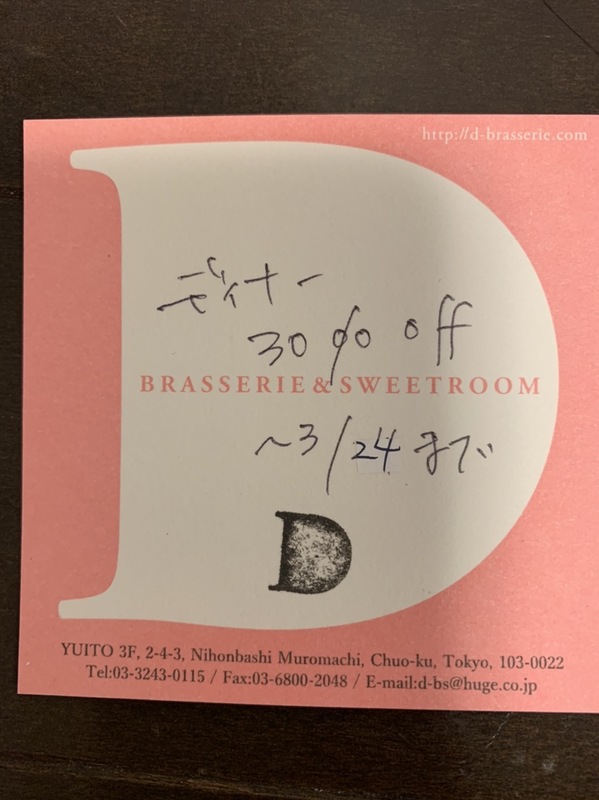 http://d-brasserie.com
ディナー
30% off
BRASSERIE & SWEETROOM
~3/24まで
D
YUITO 3F, 2-4-3, Nihonbashi Muromachi, Chuo-ku, Tokyo, 103-0022
Tel:03-3243-0115 / Fax:03-6800-2048 / E-mail:d-bs@huge.co.jp